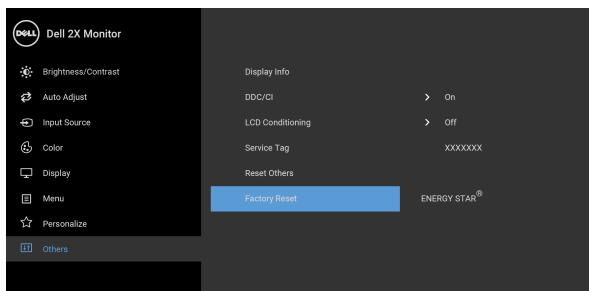 DELL Dell 2X Monitor
Brightness/Contrast
Auto Adjust
Input Source
Color
Display
Menu
Personalize
Others
Display Info
DDC/CI > On
LCD Conditioning > Off
Service Tag XXXXXXX
Reset Others
Factory Reset ENERGY STAR®